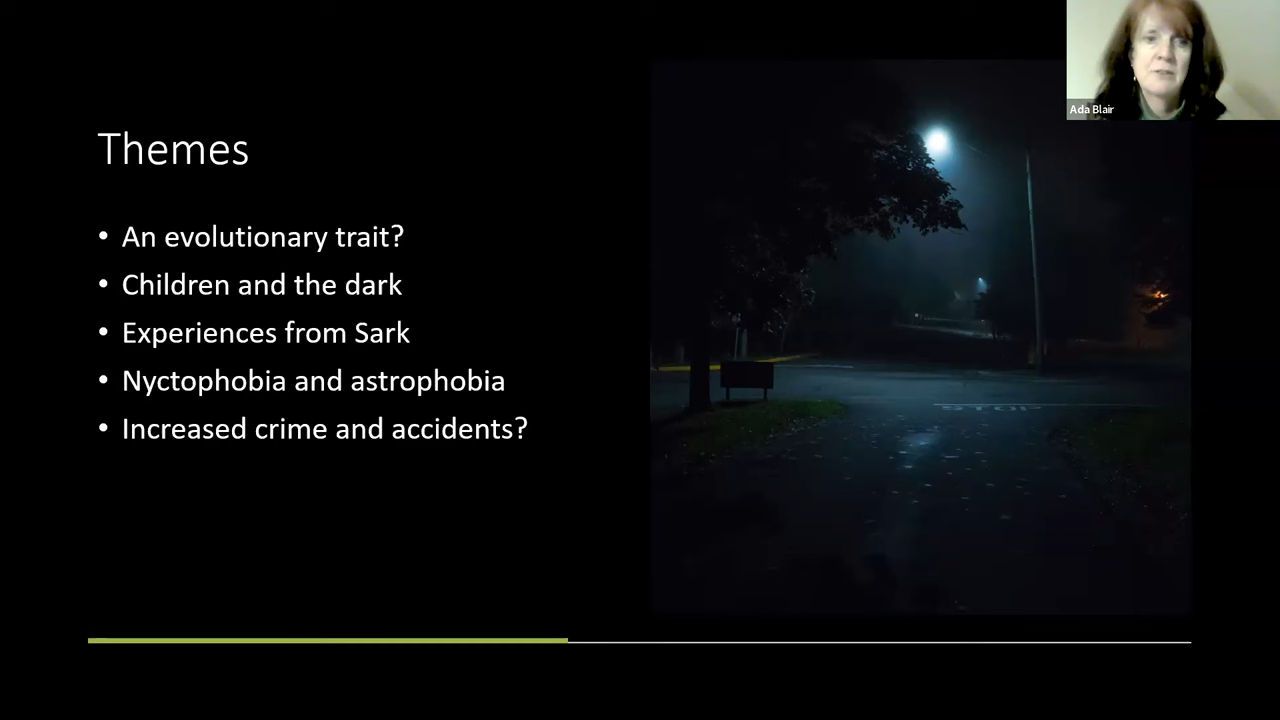 Themes
• An evolutionary trait?
• Children and the dark
• Experiences from Sark
• Nyctophobia and astrophobia
• Increased crime and accidents?
STOP
Ada Blair